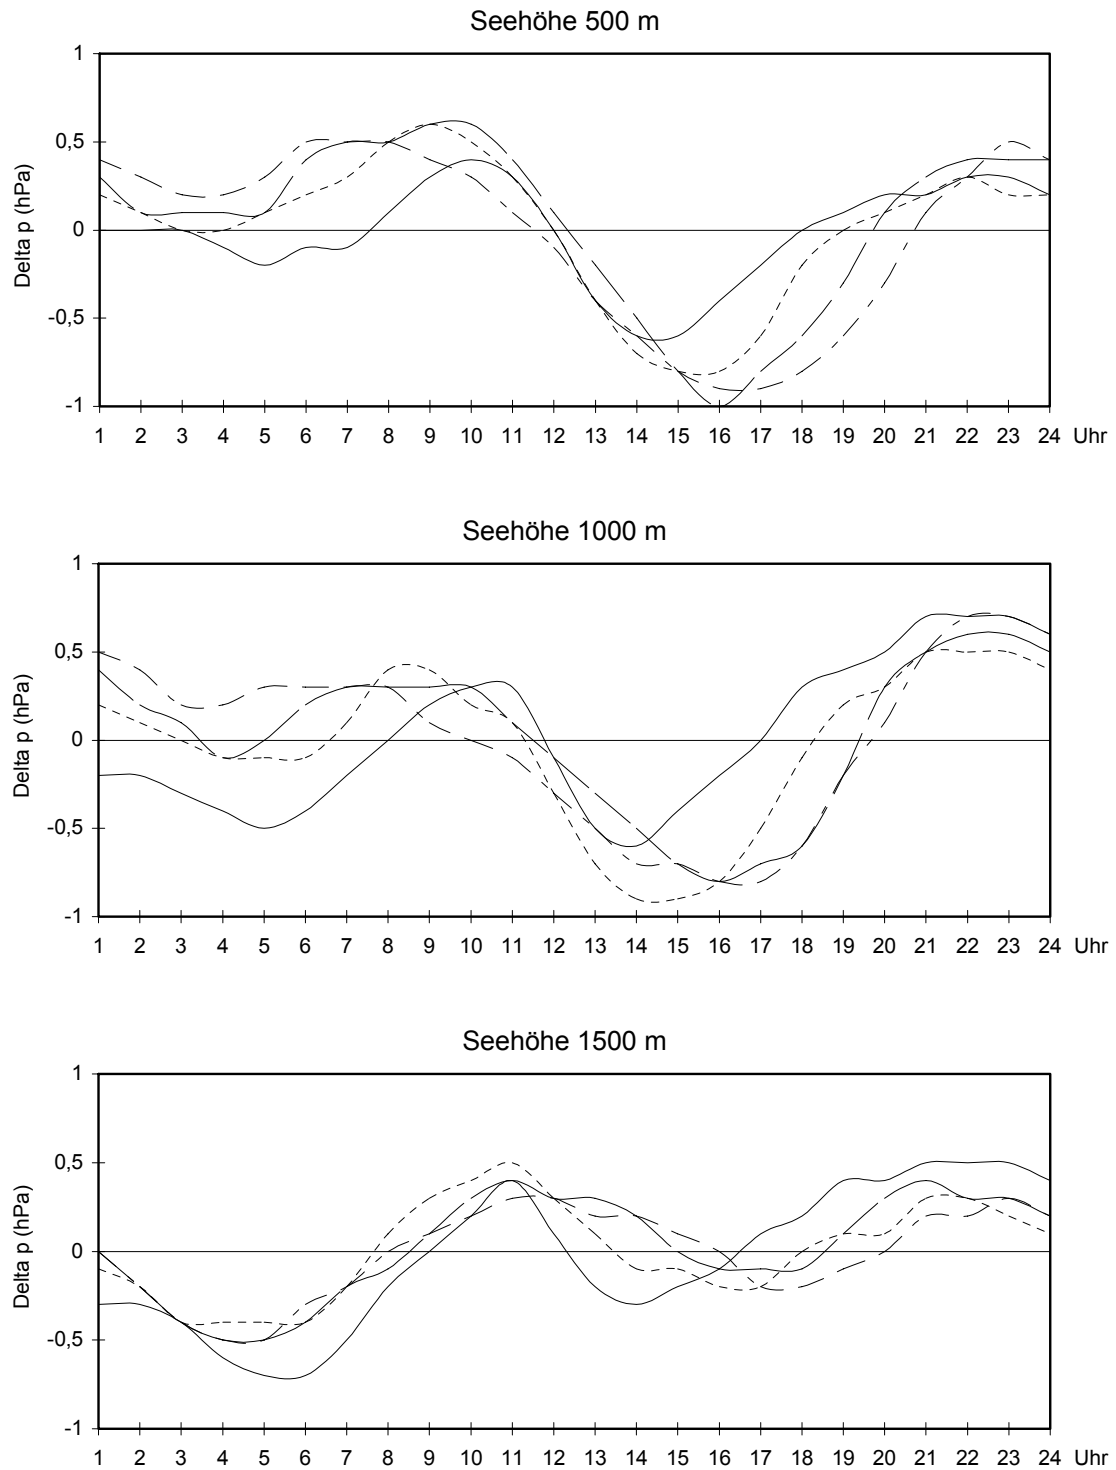 Seehöhe 500 m
1
0,5
0
-0,5
-1
Delta p (hPa)
1 2 3 4 5 6 7 8 9 10 11 12 13 14 15 16 17 18 19 20 21 22 23 24 Uhr
Seehöhe 1000 m
1
0,5
0
-0,5
-1
Delta p (hPa)
1 2 3 4 5 6 7 8 9 10 11 12 13 14 15 16 17 18 19 20 21 22 23 24 Uhr
Seehöhe 1500 m
1
0,5
0
-0,5
-1
Delta p (hPa)
1 2 3 4 5 6 7 8 9 10 11 12 13 14 15 16 17 18 19 20 21 22 23 24 Uhr